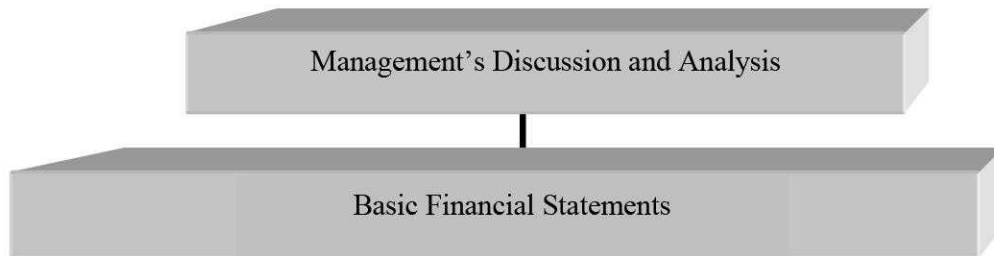 Management’s Discussion and Analysis
Basic Financial Statements